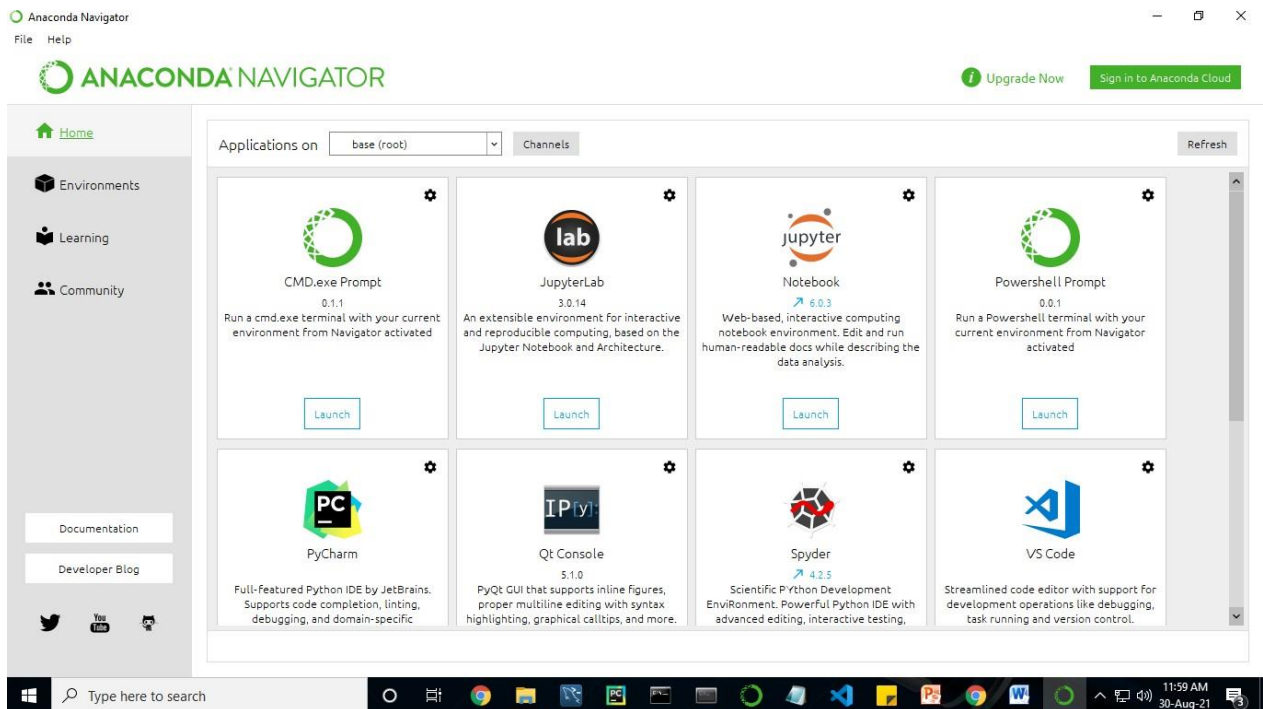 Anaconda Navigator
File Help
ANACONDA NAVIGATOR
Upgrade Now
Sign in to Anaconda Cloud
Home
Environments
Learning
Community
Documentation
Developer Blog
You
Tube
Applications on base (root) Channels Refresh
CMD.exe Prompt
0.1.1
Run a cmd.exe terminal with your current
environment from Navigator activated
Launch
lab
JupyterLab
3.0.14
An extensible environment for interactive
and reproducible computing, based on the
Jupyter Notebook and Architecture.
Launch
jupyter
Notebook
6.0.3
Web-based, interactive computing
notebook environment. Edit and run
human-readable docs while describing the
data analysis.
Launch
Powershell Prompt
0.0.1
Run a Powershell terminal with your
current environment from Navigator
activated
Launch
PC
PyCharm
Full-featured Python IDE by JetBrains.
Supports code completion, linting,
debugging, and domain-specific
IP[y]:
Qt Console
5.1.0
PyQt GUI that supports inline figures,
proper multiline editing with syntax
highlighting, graphical calltips, and more.
Spyder
4.2.5
Scientific PYthon Development
EnviRonment. Powerful Python IDE with
advanced editing, interactive testing,
VS Code
Streamlined code editor with support for
development operations like debugging,
task running and version control.
Type here to search
11:59 AM
30-Aug-21
3